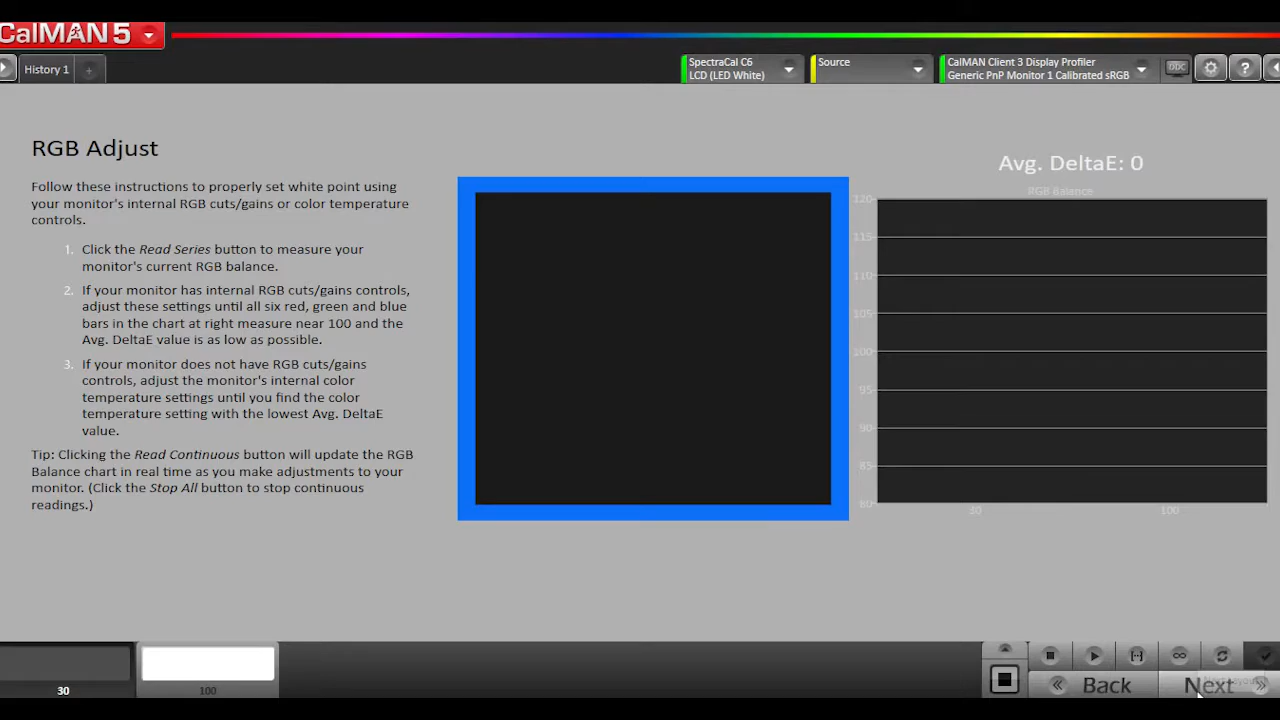 CalMAN 5
History 1
SpectraCal C6
LCD (LED White)
Source
CalMAN Client 3 Display Profiler
Generic PnP Monitor 1 Calibrated sRGB
DDC
?
RGB Adjust
Follow these instructions to properly set white point using
your monitor's internal RGB cuts/gains or color temperature
controls.
1. Click the Read Series button to measure your
monitor's current RGB balance.
2. If your monitor has internal RGB cuts/gains controls,
adjust these settings until all six red, green and blue
bars in the chart at right measure near 100 and the
Avg. DeltaE value is as low as possible.
3. If your monitor does not have RGB cuts/gains
controls, adjust the monitor's internal color
temperature settings until you find the color
temperature setting with the lowest Avg. DeltaE
value.
Tip: Clicking the Read Continuous button will update the RGB
Balance chart in real time as you make adjustments to your
monitor. (Click the Stop All button to stop continuous
readings.)
Avg. DeltaE: 0
RGB Balance
120
115
110
105
100
95
90
85
80
30
100
30
100
Back
Next